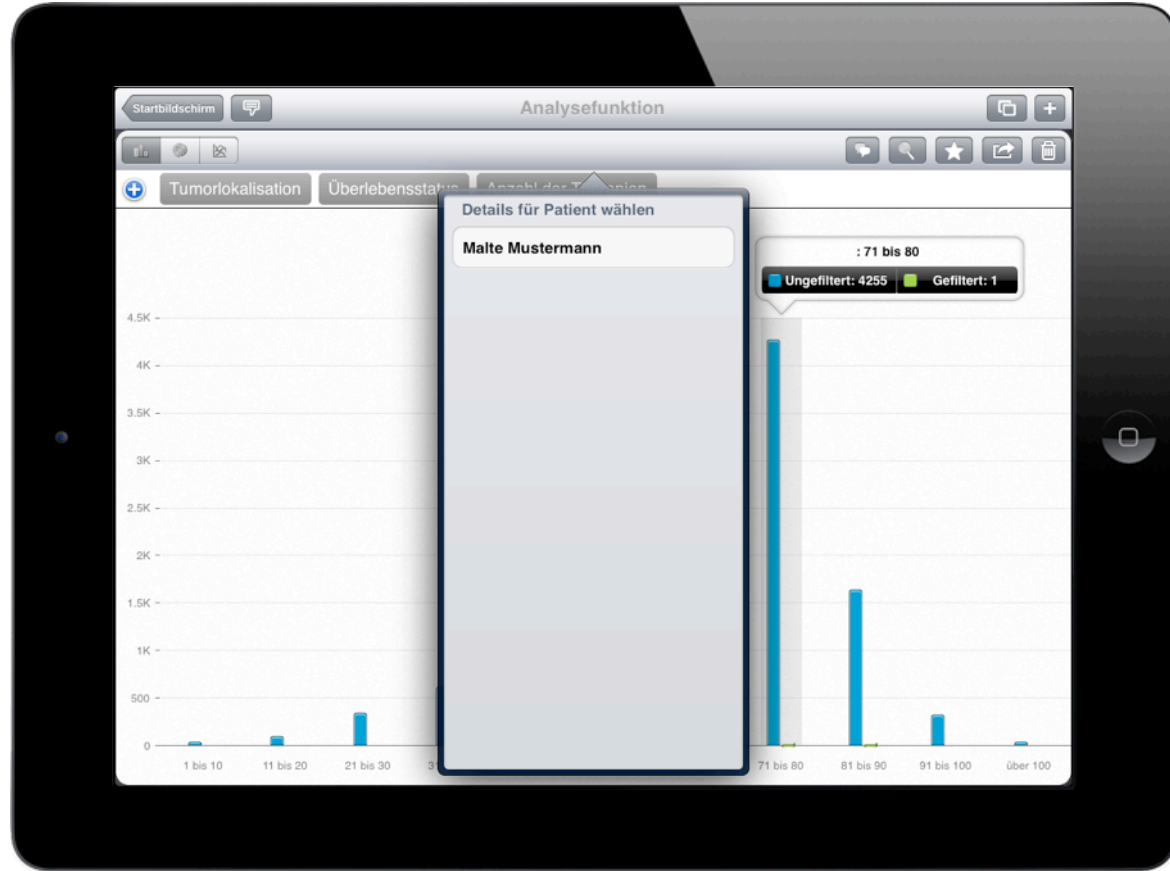 Startbildschirm
Analysefunktion
Tumorlokalisation
Überlebensstatus
Anzahl der
Details für Patient wählen
Malte Mustermann
: 71 bis 80
Ungefiltert: 4255
Gefiltert: 1
4.5K
4K
3.5K
3K
2.5K
2K
1.5K
1K
500
0
1 bis 10
11 bis 20
21 bis 30
71 bis 80
81 bis 90
91 bis 100
über 100